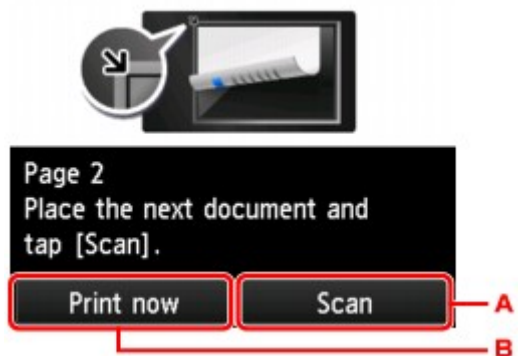 Page 2
Place the next document and
tap [Scan].
Print now
Scan
A
B